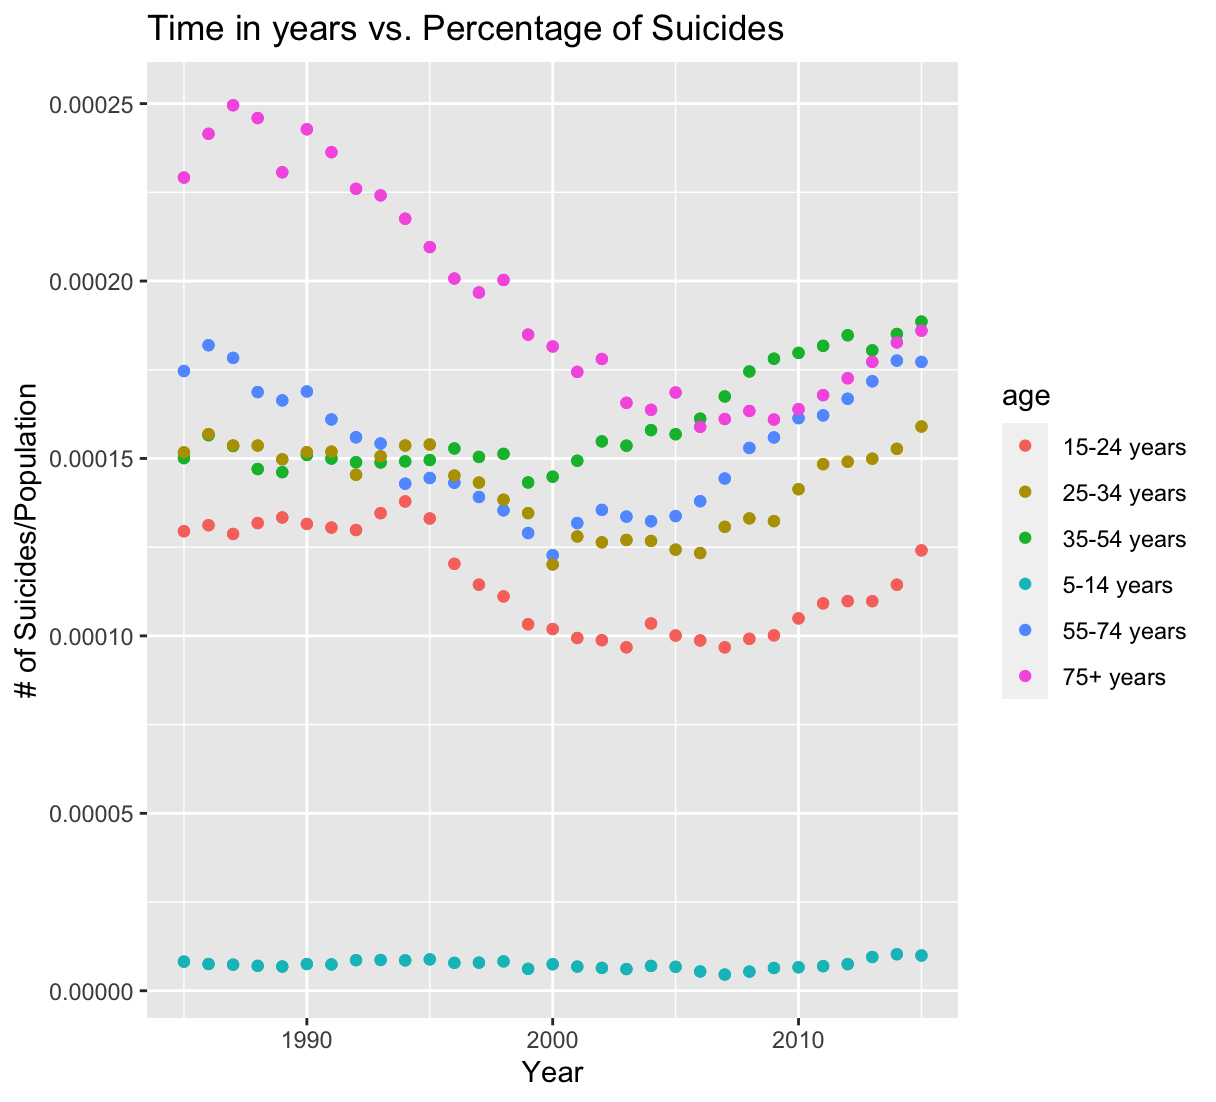 Time in years vs. Percentage of Suicides
# of Suicides/Population
0.00025
0.00020
0.00015
0.00010
0.00005
0.00000
1990 2000 2010
Year
age
15-24 years
25-34 years
35-54 years
5-14 years
55-74 years
75+ years